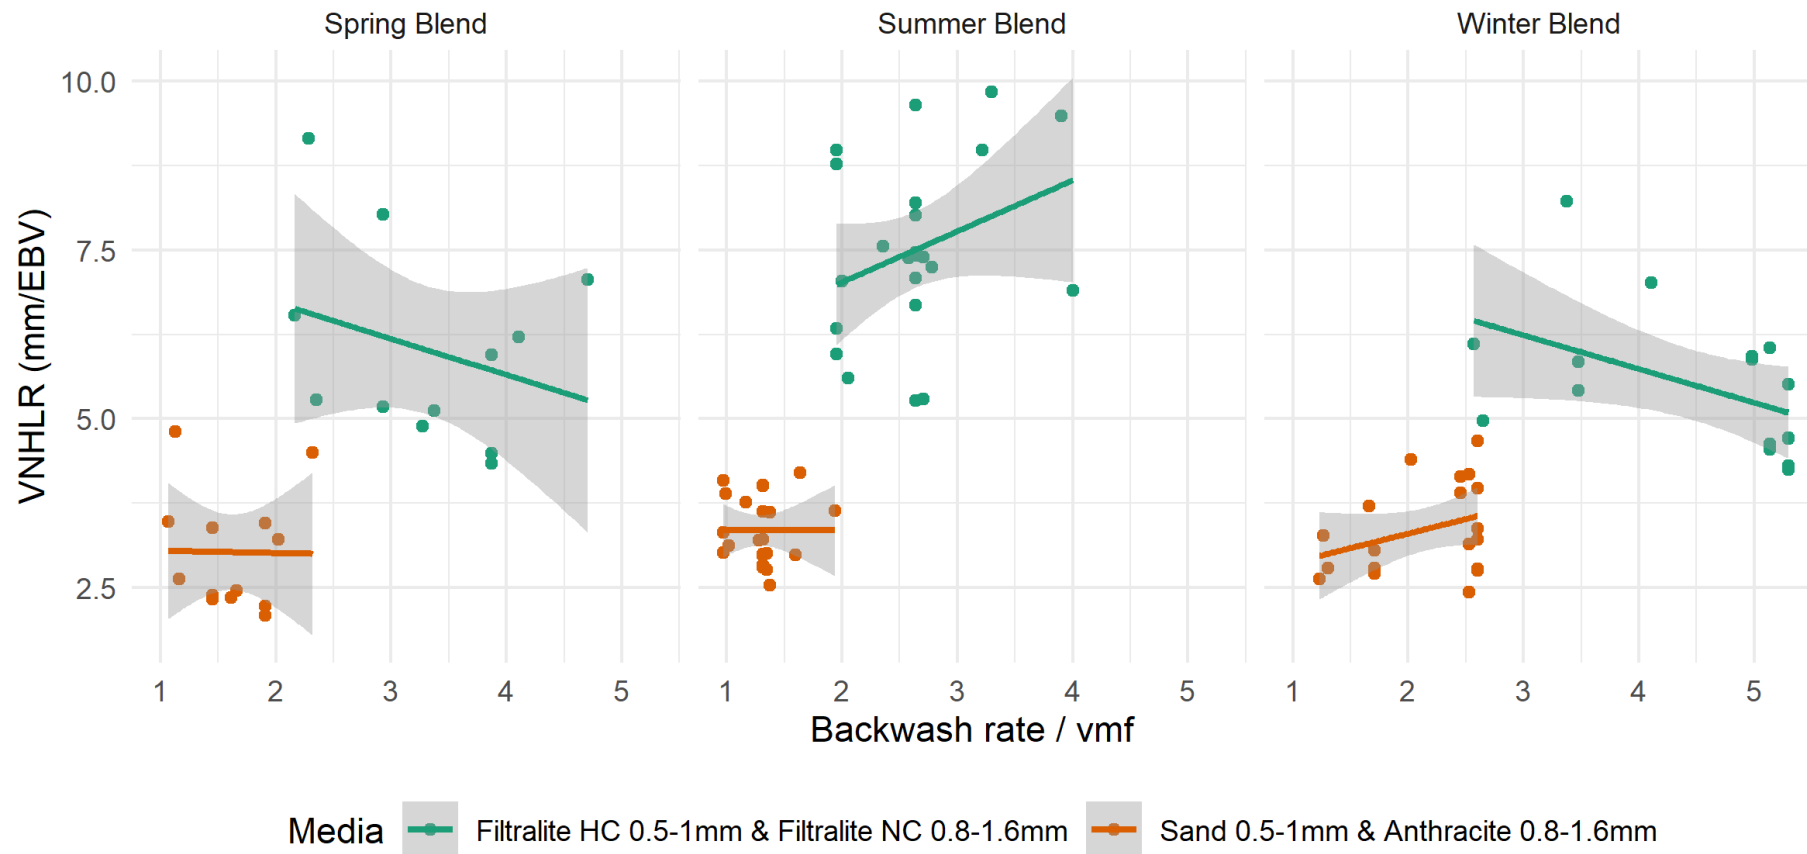 Spring Blend Summer Blend Winter Blend
10.0
7.5
5.0
2.5
VNHLR (mm/EBV)
1 2 3 4 5 1 2 3 4 5 1 2 3 4 5
Backwash rate / vmf
Media Filtralite HC 0.5-1mm & Filtralite NC 0.8-1.6mm Sand 0.5-1mm & Anthracite 0.8-1.6mm